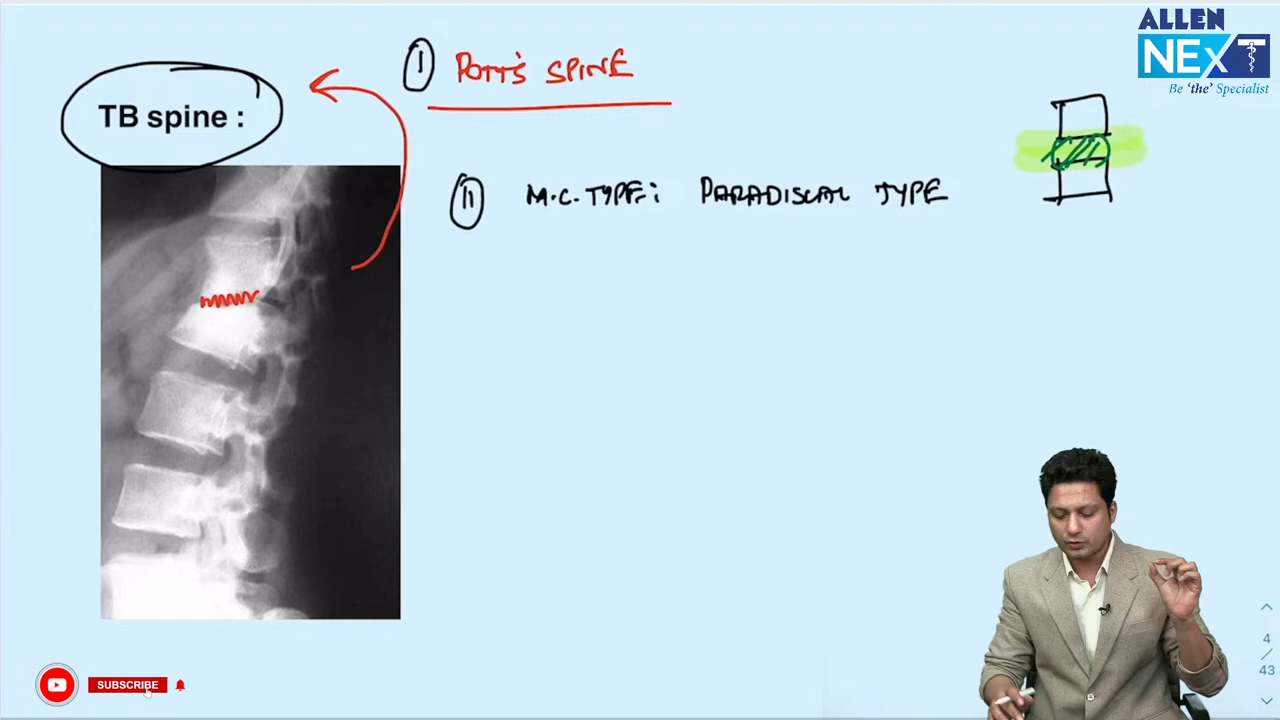 ALLEN
NEXT
Be 'the' Specialist
I POTT'S SPINE
TB spine :
II M.C. TYPE: PARADISCAL TYPE
4
/
43
SUBSCRIBE